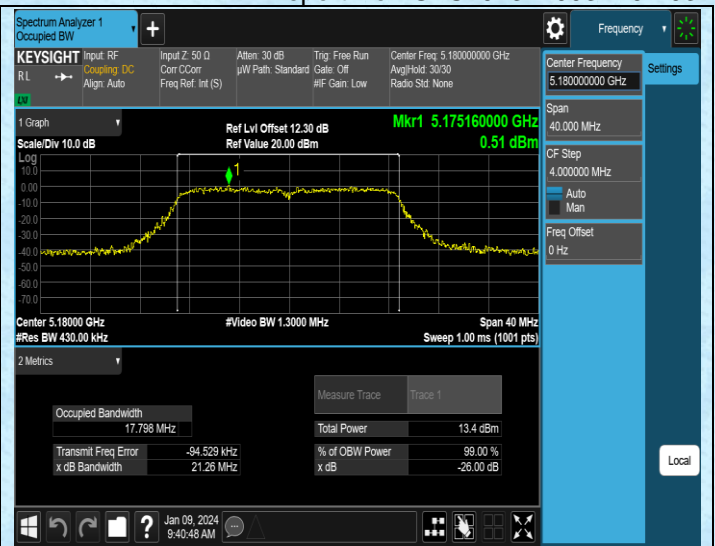 Spectrum Analyzer 1
Occupied BW
Frequency
KEYSIGHT
RL
LXI
Input: RF
Coupling: DC
Align: Auto
Input Z: 50 Ω
Corr CCorr
Freq Ref: Int (S)
Atten: 30 dB
µW Path: Standard
Trig: Free Run
Gate: Off
#IF Gain: Low
Center Freq: 5.180000000 GHz
Avg|Hold: 30/30
Radio Std: None
1 Graph
Scale/Div 10.0 dB
Ref Lvl Offset 12.30 dB
Ref Value 20.00 dBm
Mkr1 5.175160000 GHz
0.51 dBm
Log
10.0
0.00
-10.0
-20.0
-30.0
-40.0
-50.0
-60.0
-70.0
1
Center 5.18000 GHz
#Res BW 430.00 kHz
#Video BW 1.3000 MHz
Span 40 MHz
Sweep 1.00 ms (1001 pts)
2 Metrics
Measure Trace Trace 1
Occupied Bandwidth
17.798 MHz
Total Power 13.4 dBm
Transmit Freq Error -94.529 kHz
% of OBW Power 99.00 %
x dB Bandwidth 21.26 MHz
x dB -26.00 dB
Center Frequency
5.180000000 GHz
Settings
Span
40.000 MHz
CF Step
4.000000 MHz
Auto
Man
Freq Offset
0 Hz
Local
?
Jan 09, 2024
9:40:48 AM